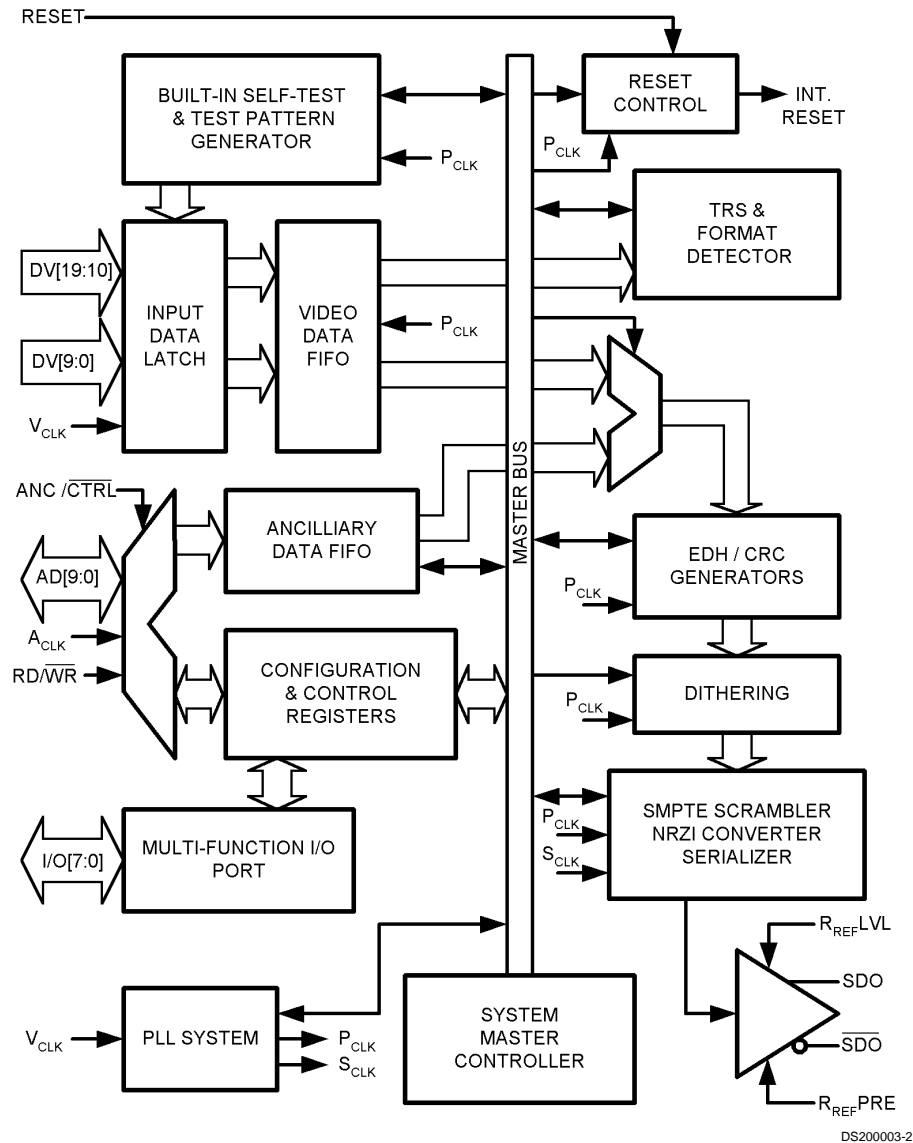 RESET
BUILT-IN SELF-TEST
& TEST PATTERN
GENERATOR
RESET
CONTROL
INT.
RESET
PCLK
PCLK
TRS &
FORMAT
DETECTOR
DV[19:10]
INPUT
DATA
LATCH
VIDEO
DATA
FIFO
PCLK
DV[9:0]
VCLK
MASTER BUS
ANC /CTRL
ANCILLIARY
DATA FIFO
EDH / CRC
GENERATORS
AD[9:0]
PCLK
ACLK
RD/WR
CONFIGURATION
& CONTROL
REGISTERS
DITHERING
PCLK
SMPTE SCRAMBLER
NRZI CONVERTER
SERIALIZER
PCLK
SCLK
I/O[7:0]
MULTI-FUNCTION I/O
PORT
RREFLVL
SDO
SDO
RREFPRE
VCLK
PLL SYSTEM
PCLK
SCLK
SYSTEM
MASTER
CONTROLLER
DS200003-2